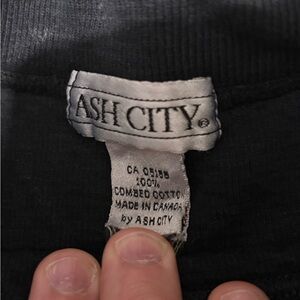 ASH CITY®
CA 05158
100%
COMBED COTTON
MADE IN CANADA
by ASH CITY